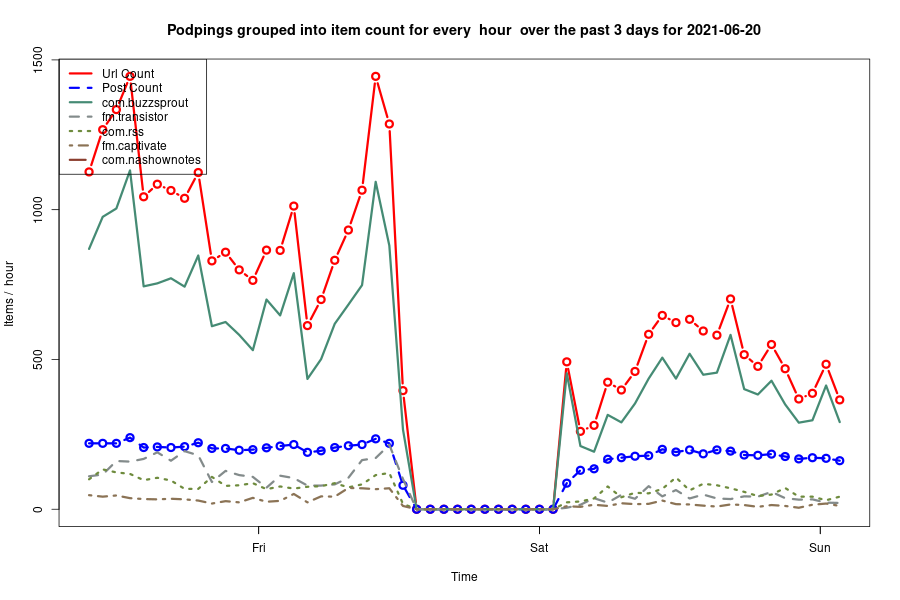 Podpings grouped into item count for every  hour  over the past 3 days for 2021-06-20
Items /  hour
1500
1000
500
0
Url Count
Post Count
com.buzzsprout
fm.transistor
com.rss
fm.captivate
com.nashownotes
Fri
Sat
Sun
Time